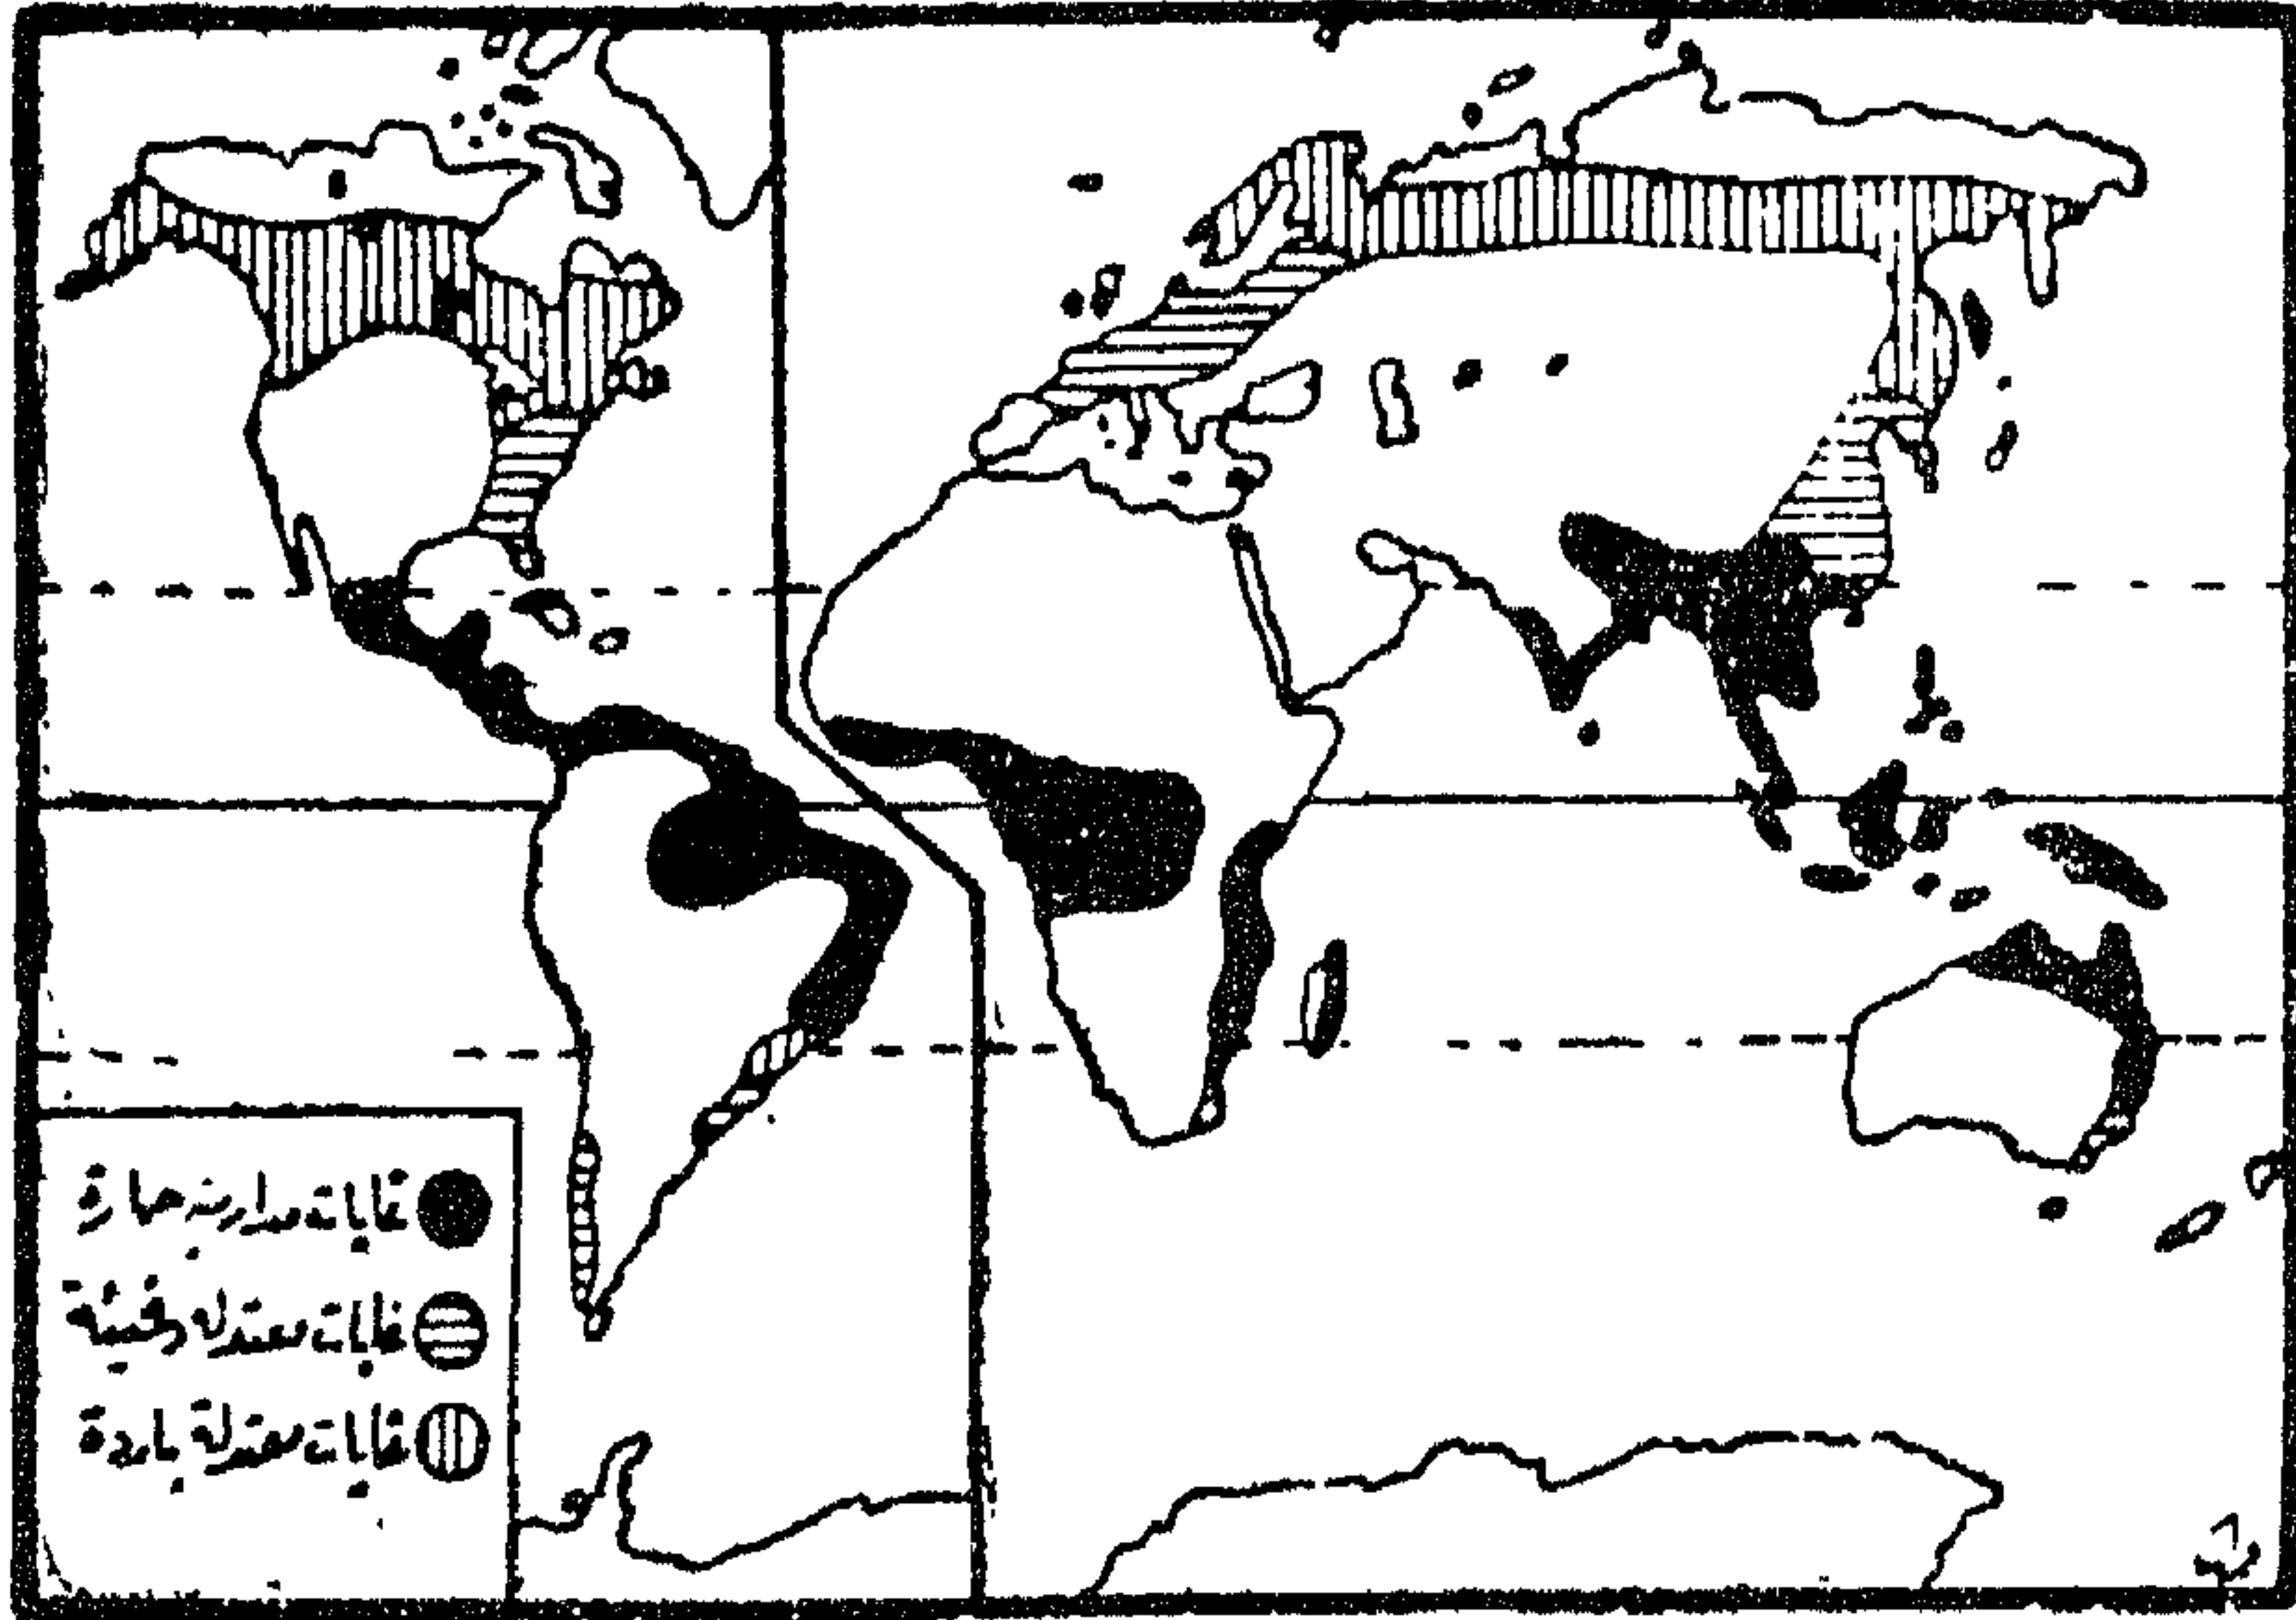 غابات مدارية حارة
غابات معتدلة دفيئة
غابات معتدلة باردة